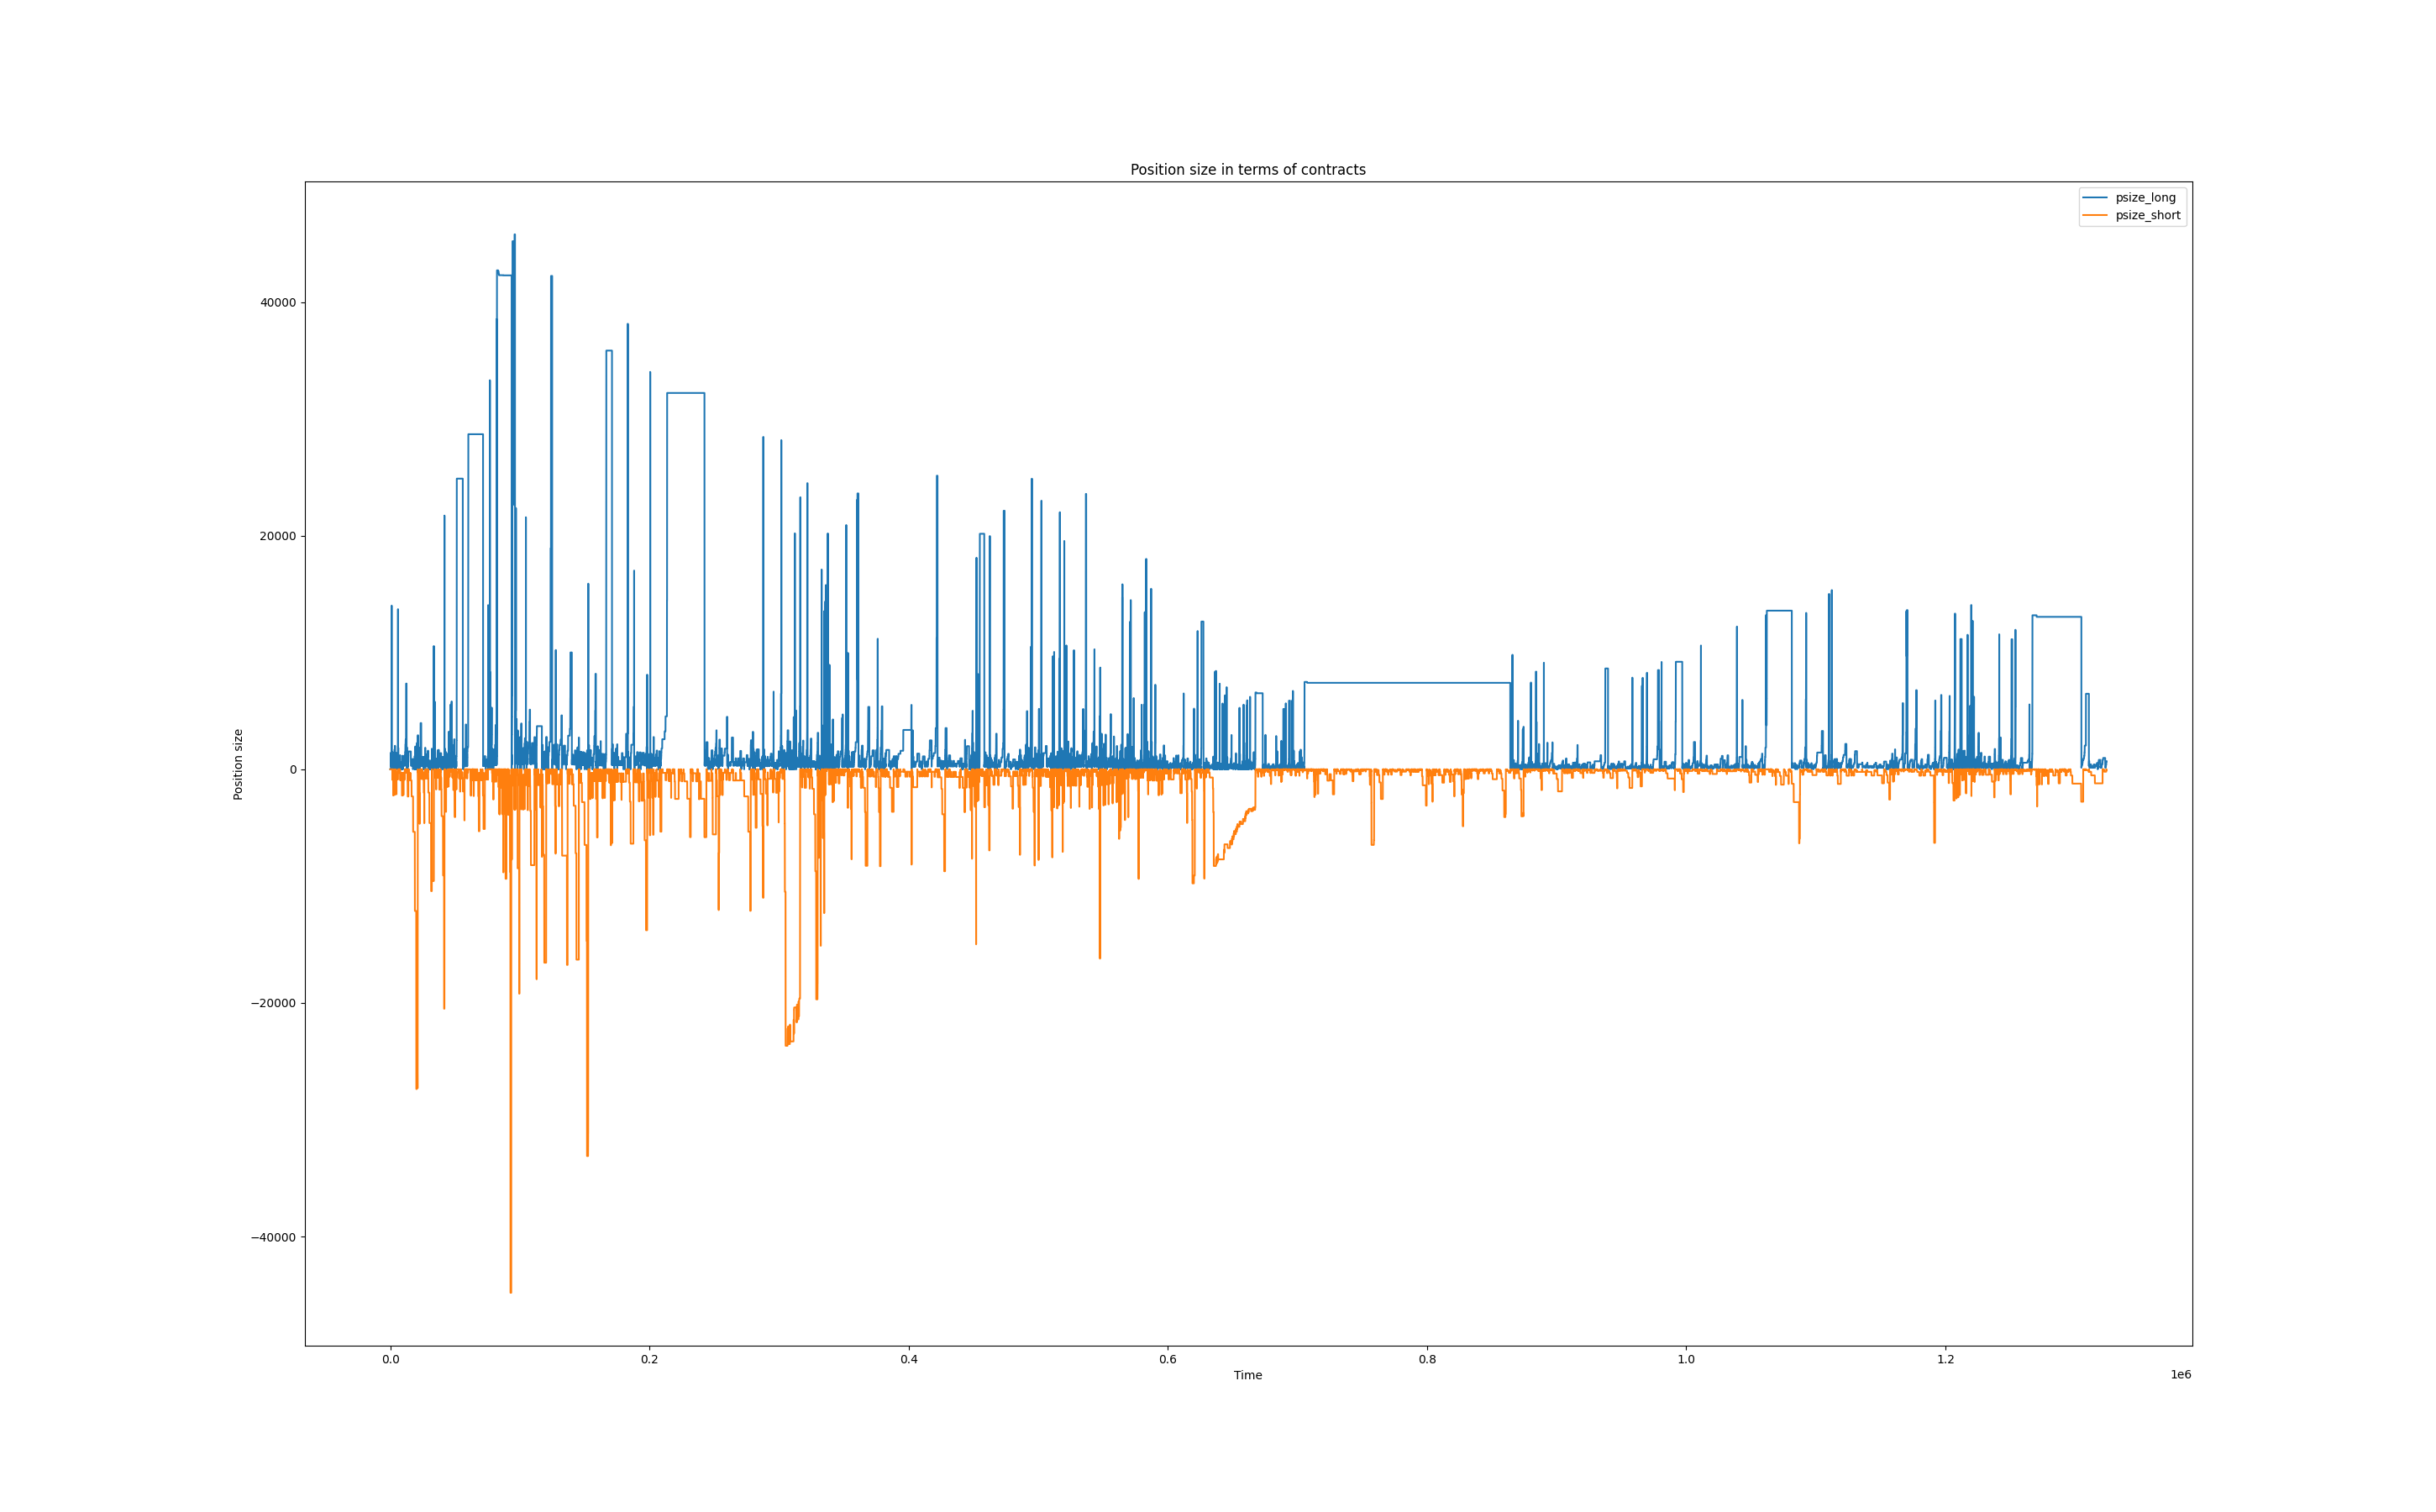 Position size in terms of contracts
psize_long
psize_short
40000
20000
0
−20000
−40000
Position size
0.0 0.2 0.4 0.6 0.8 1.0 1.2
Time
1e6